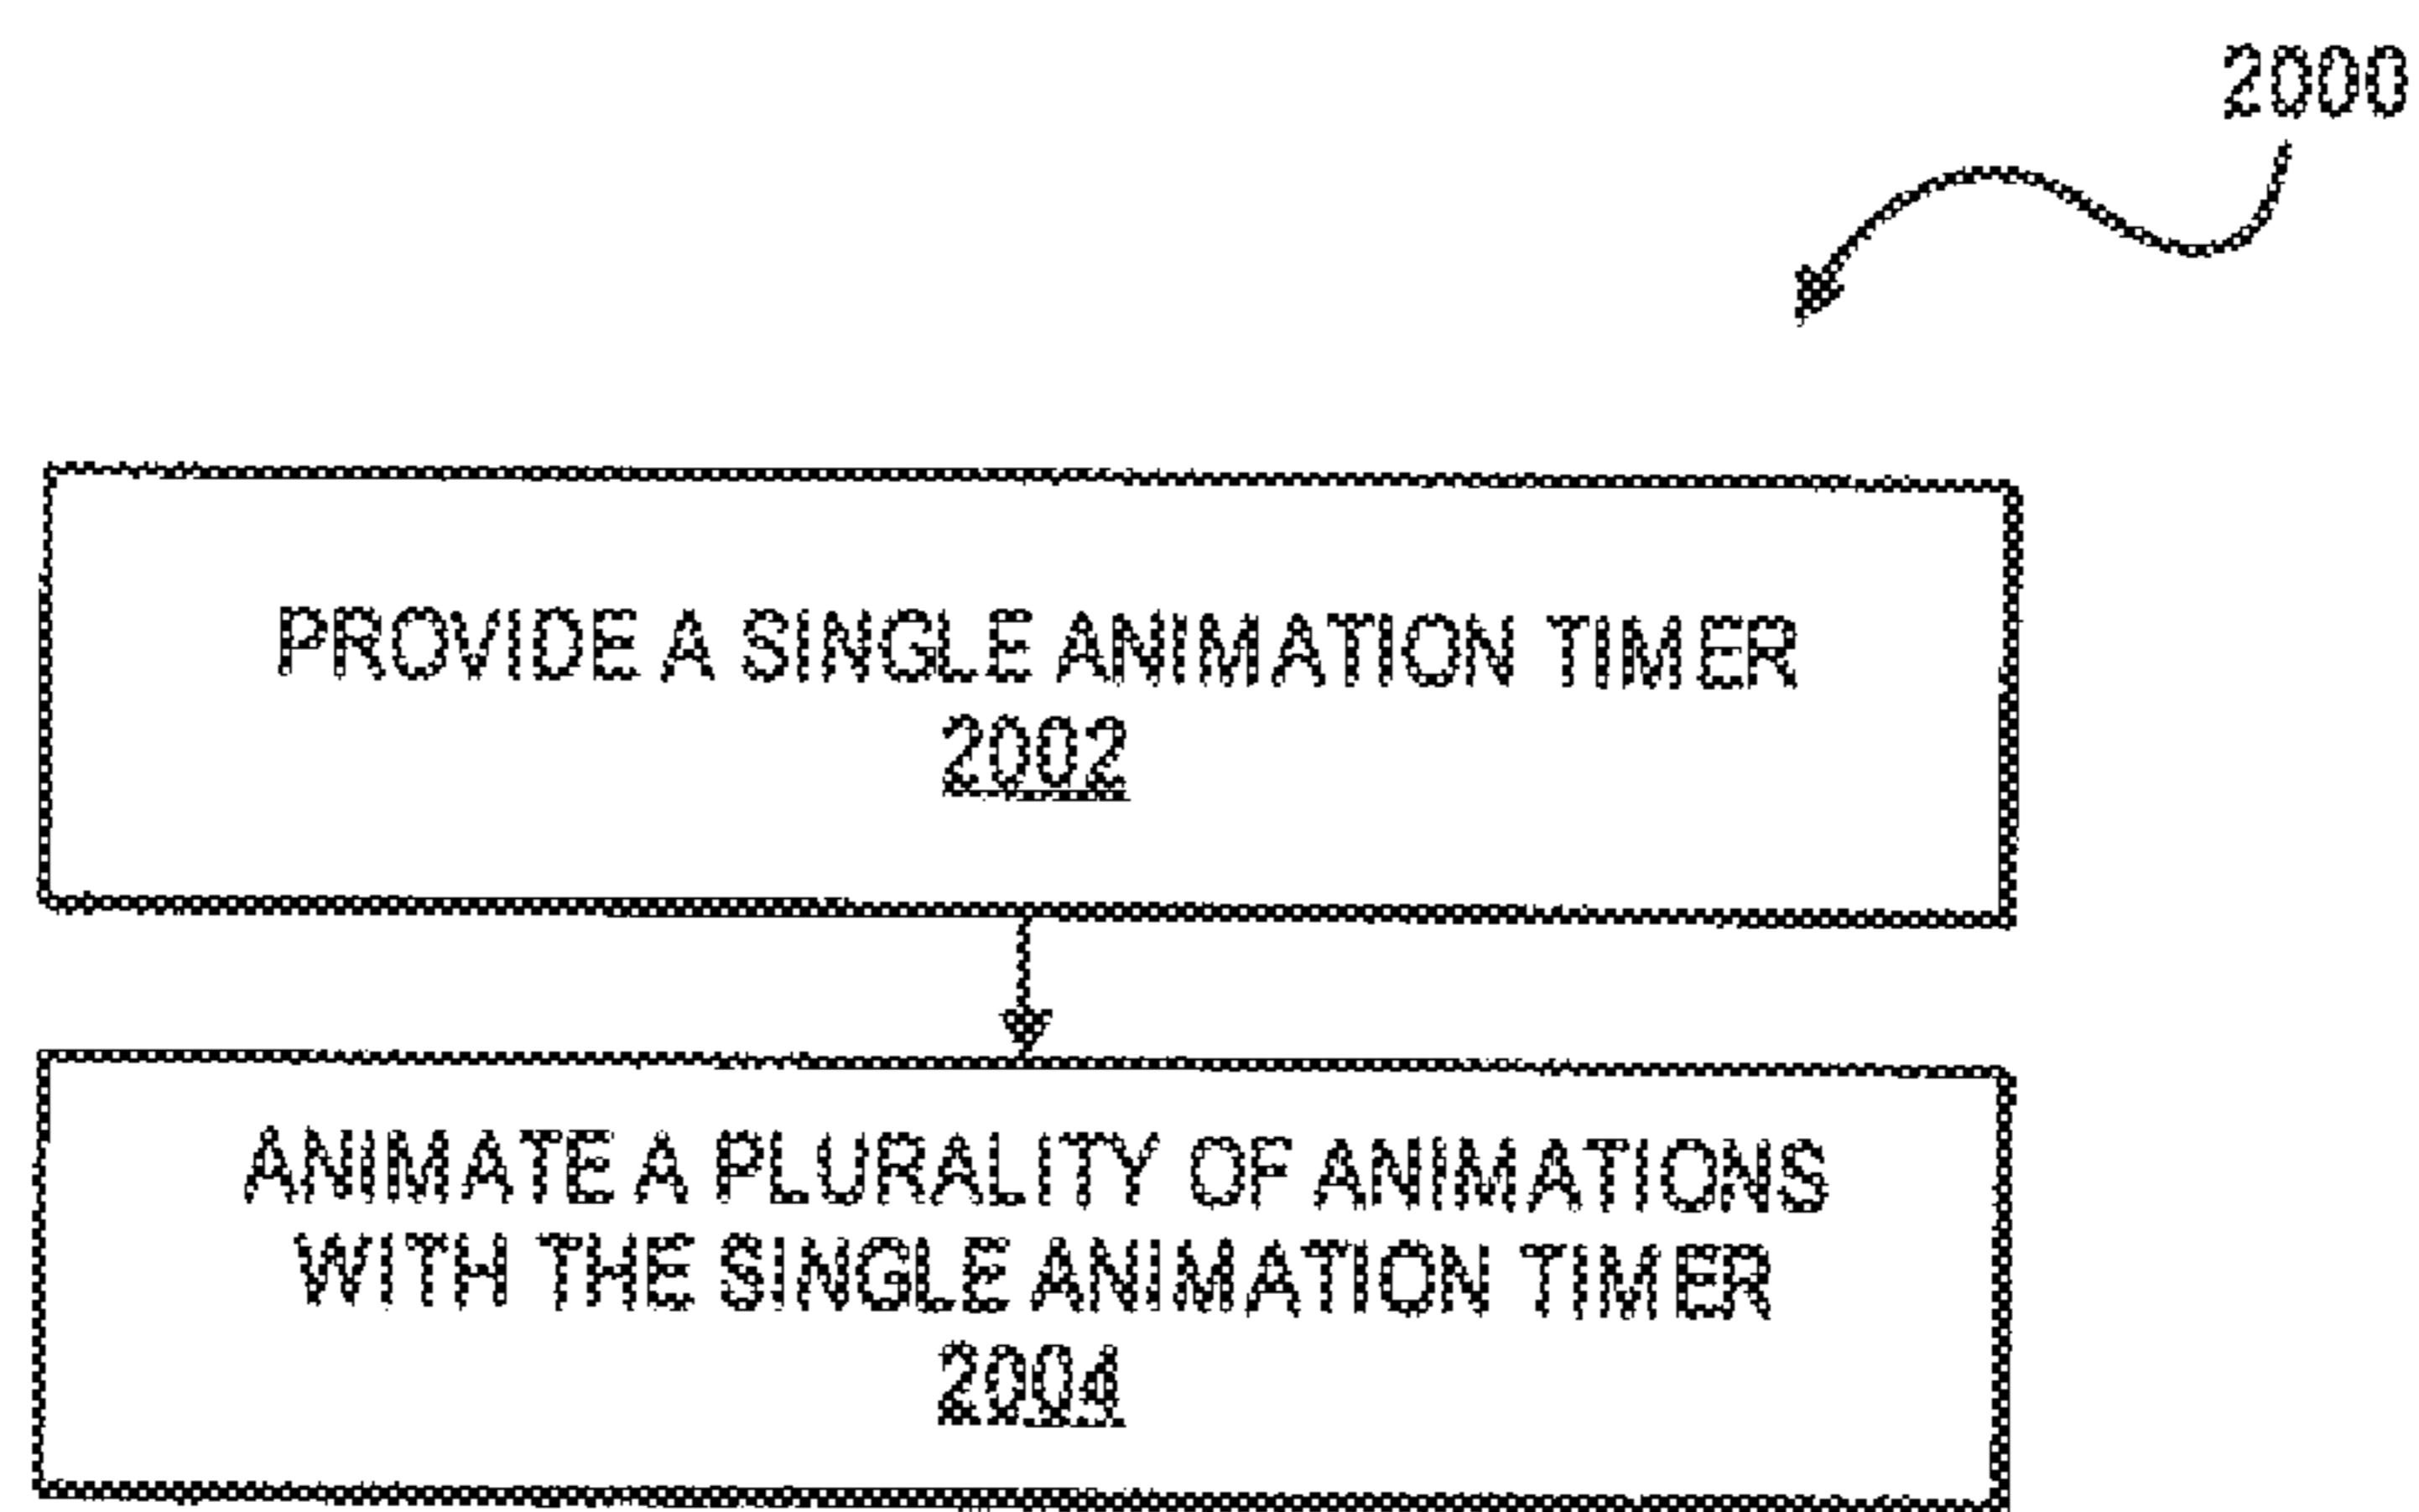 2000
PROVIDE A SINGLE ANIMATION TIMER
2002
ANIMATE A PLURALITY OF ANIMATIONS
WITH THE SINGLE ANIMATION TIMER
2004